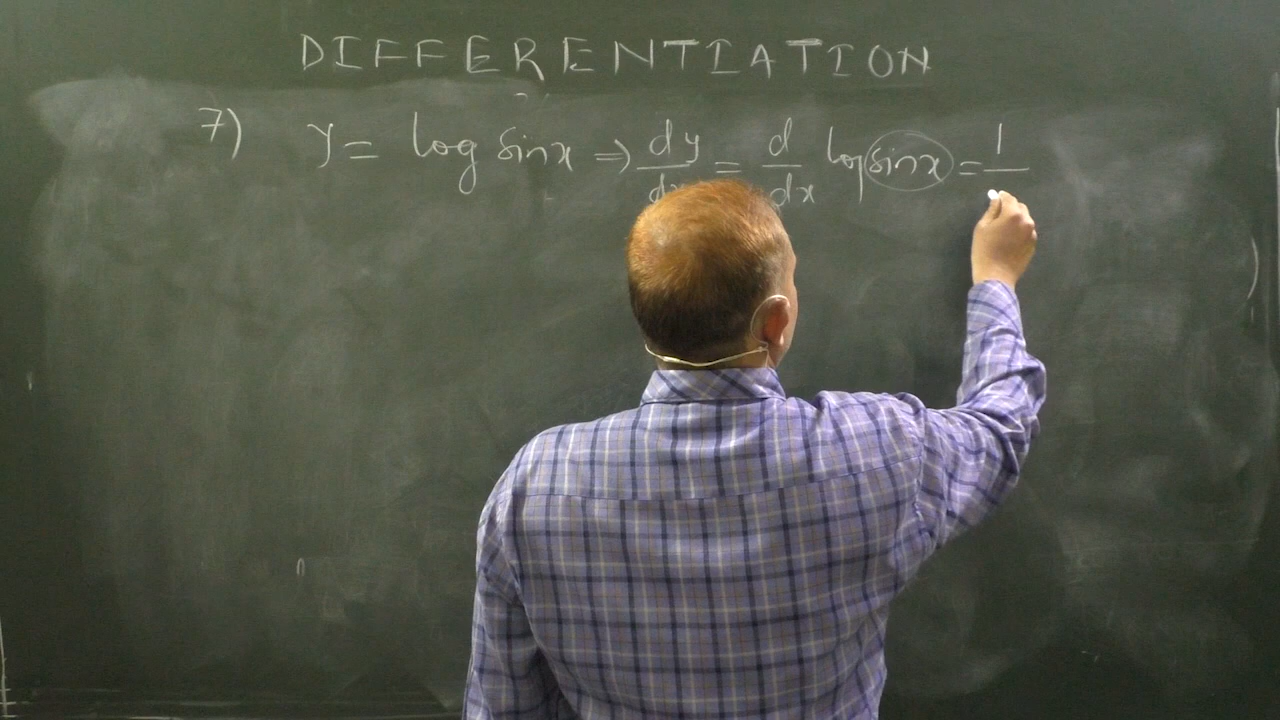 DIFFERENTIATION
7) y = log sinx ⇒ dy/dx = d/dx log sinx = 1/